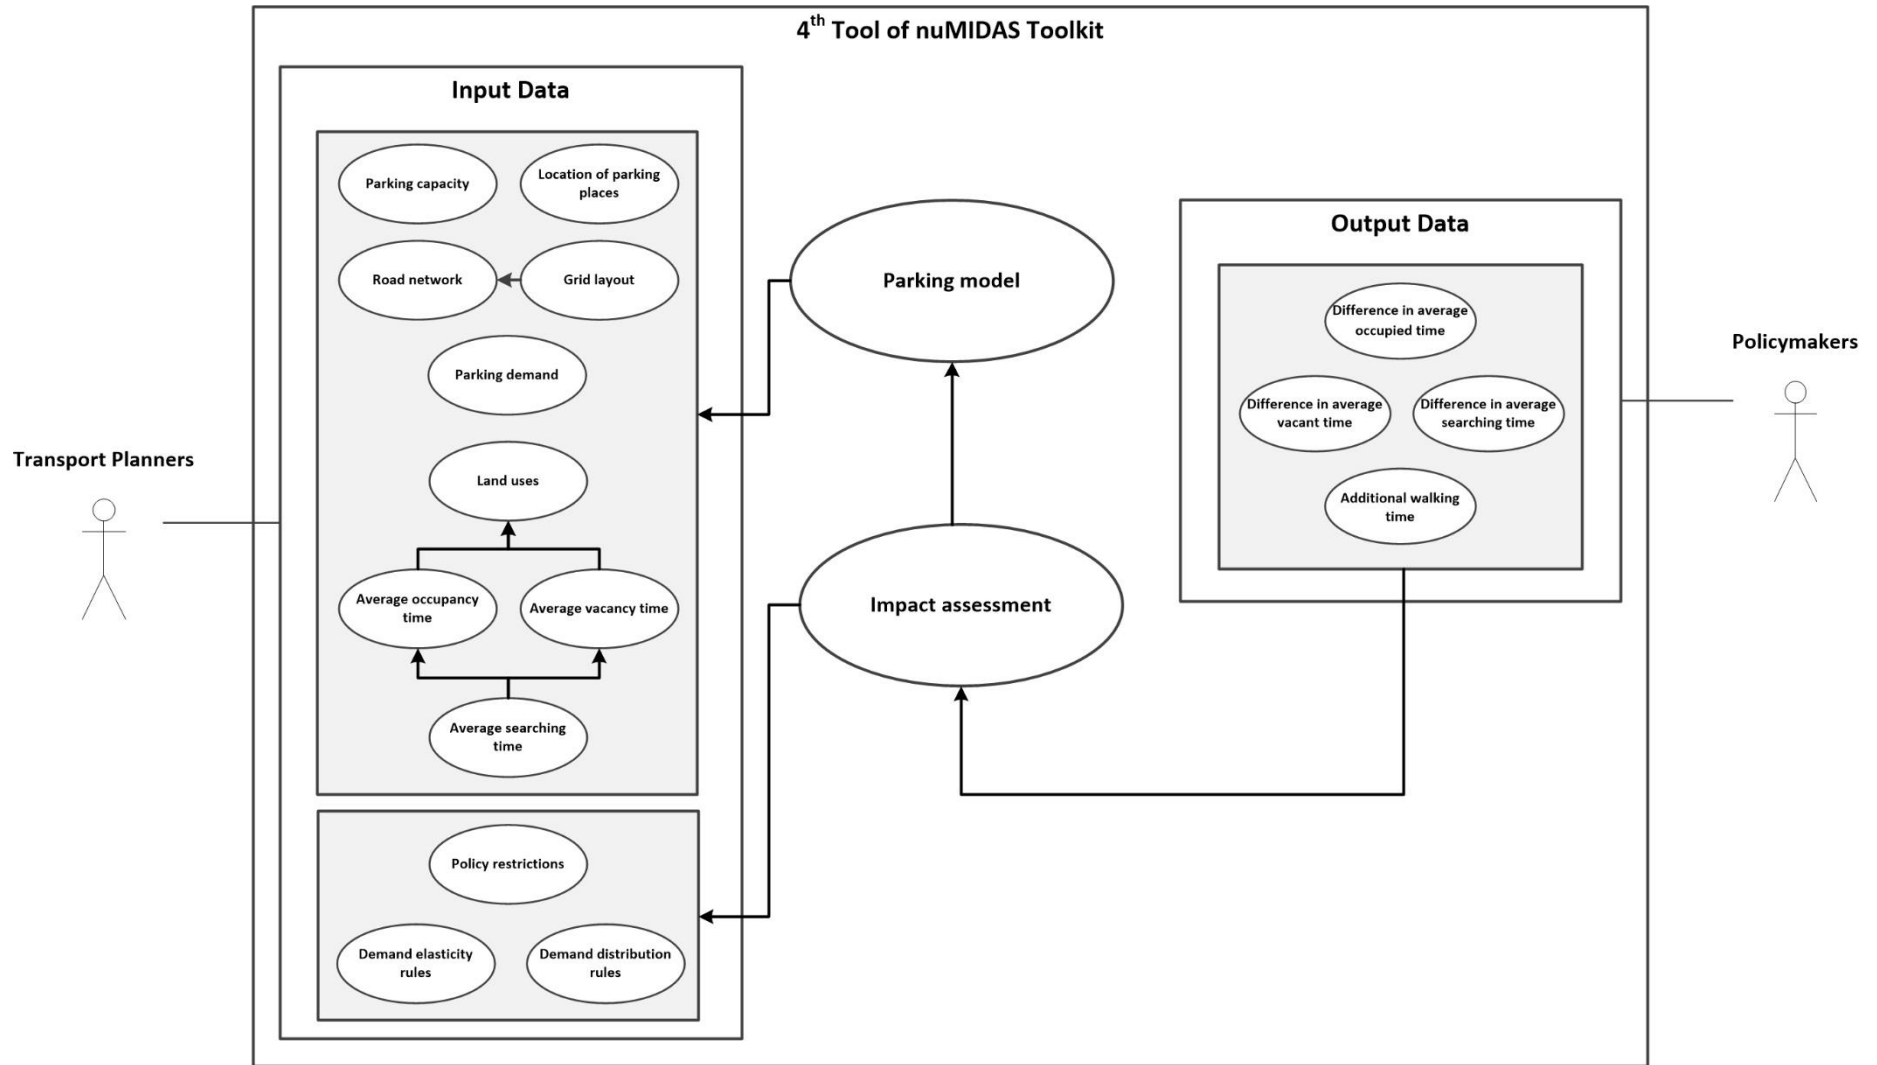 4th Tool of nuMIDAS Toolkit
Input Data
Parking capacity
Location of parking
places
Road network
Grid layout
Parking demand
Land uses
Average occupancy
time
Average vacancy time
Average searching
time
Policy restrictions
Demand elasticity
rules
Demand distribution
rules
Transport Planners
Parking model
Impact assessment
Output Data
Difference in average
occupied time
Difference in average
vacant time
Difference in average
searching time
Additional walking
time
Policymakers